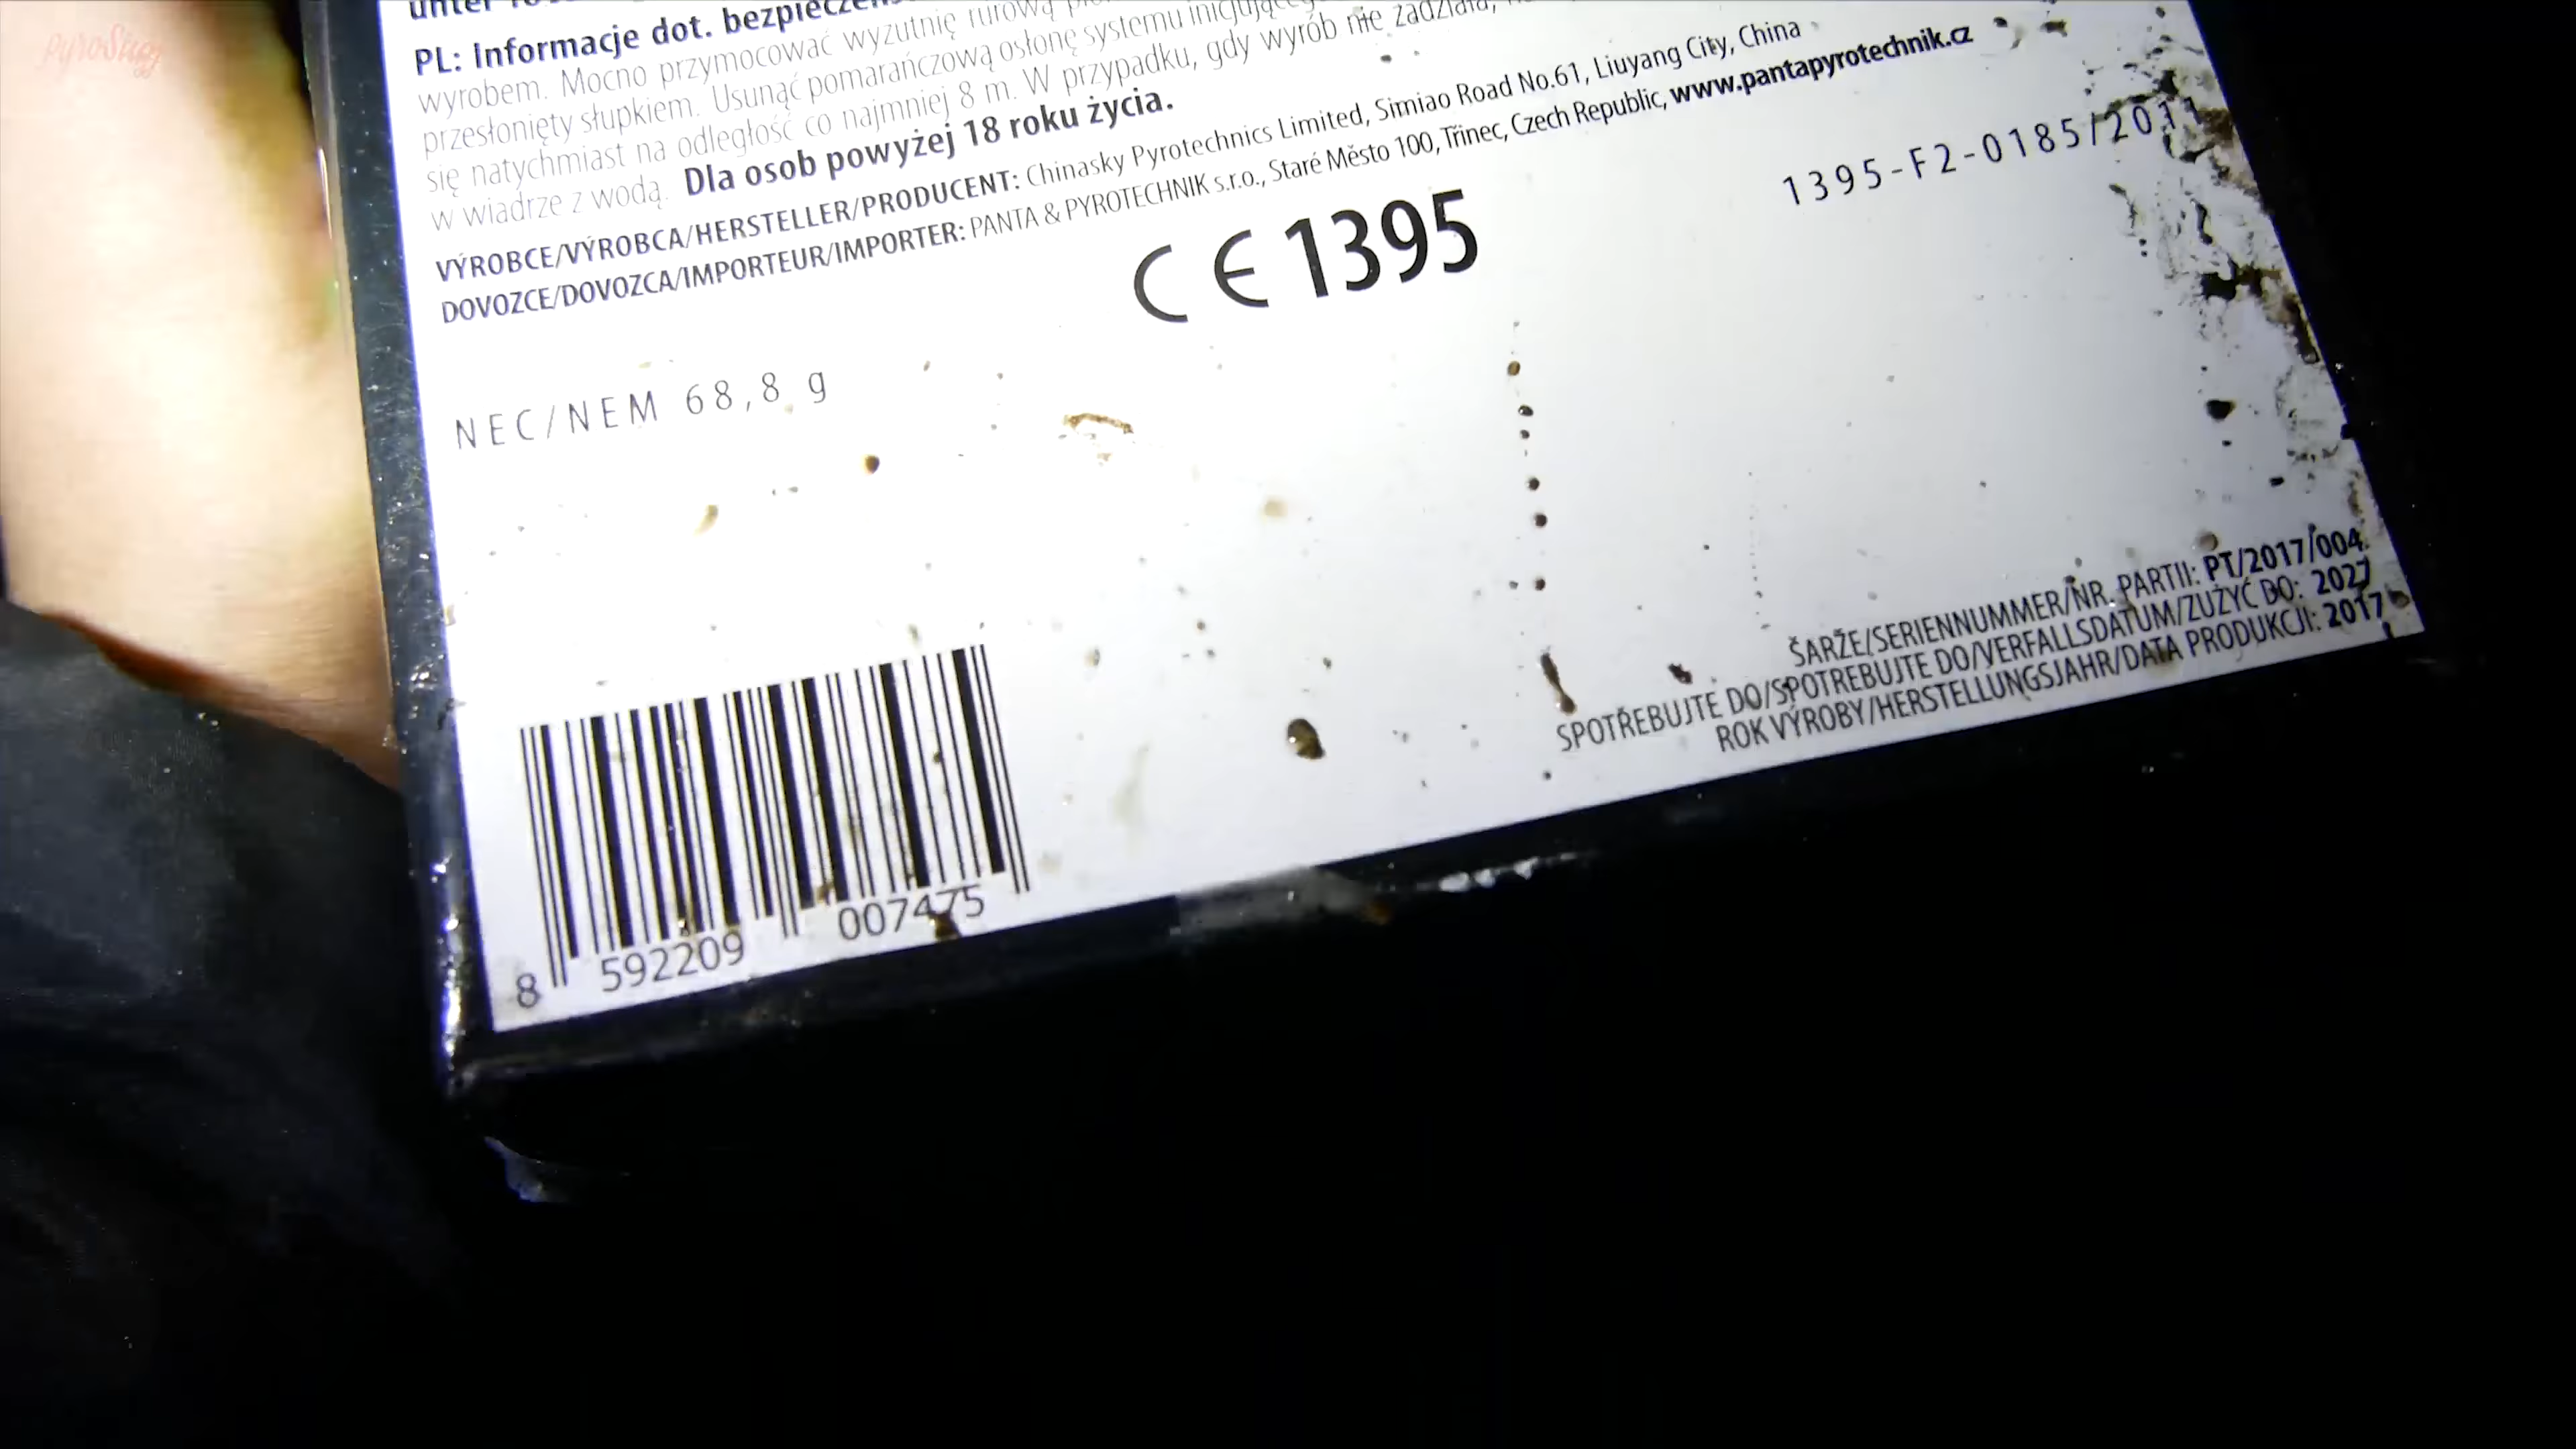 PyroSlug
unter
PL: Informacje dot.
wyrobem. Mocno przymocować wyzutnię rurową
przesłonięty słupkiem. Usunąć pomarańczową osłonę systemu
się natychmiast na odległość co najmniej 8 m. W przypadku, gdy wyrób nie zadziała,
w wiadrze z wodą. Dla osob powyżej 18 roku życia.
VÝROBCE/VÝROBCA/HERSTELLER/PRODUCENT: Chinasky Pyrotechnics Limited, Simiao Road No.61, Liuyang City, China
DOVOZCE/DOVOZCA/IMPORTEUR/IMPORTER: PANTA & PYROTECHNIK s.r.o., Staré Město 100, Třinec, Czech Republic, www.pantapyrotechnik.cz
CE 1395
1395-F2-0185/2011
NEC/NEM 68,8 g
ŠARŽE/SERIENNUMMER/NR. PARTII: PT/2017/004.
SPOTŘEBUJTE DO/SPOTREBUJTE DO/VERFALLSDATUM/ZUŻYĆ DO: 2027
ROK VÝROBY/HERSTELLUNGSJAHR/DATA PRODUKCJI: 2017
8 592209 007475